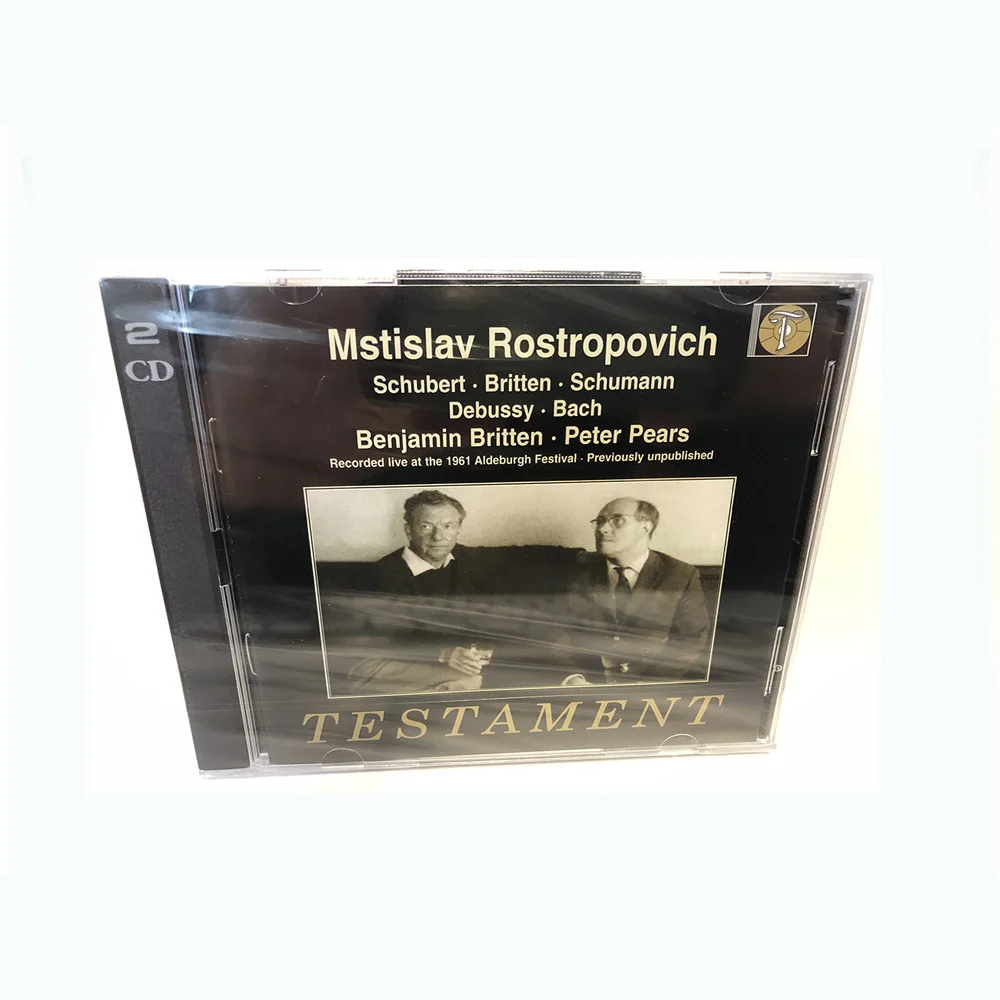 2
CD
Mstislav Rostropovich
Schubert · Britten · Schumann
Debussy · Bach
Benjamin Britten · Peter Pears
Recorded live at the 1961 Aldeburgh Festival · Previously unpublished
T
TESTAMENT